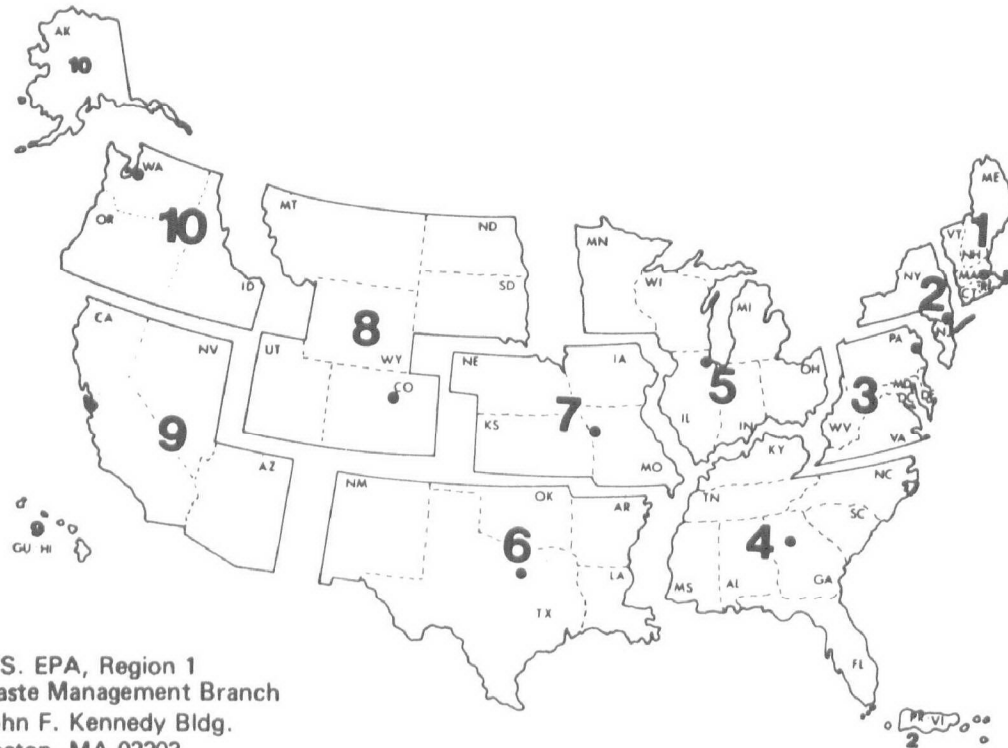 AK
10
WA
OR
10
ID
MT
ND
SD
8
WY
UT
CO
CA
NV
9
AZ
9
GU HI
NE
IA
KS
7
MO
MN
WI
MI
5
IL
IN
OH
ME
VT
1
NH
MA
RI
CT
NY
2
NJ
PA
3
MD
DC
DE
WV
VA
KY
NC
TN
SC
4
MS
AL
GA
FL
NM
OK
AR
6
LA
TX
PR VI
2
S. EPA, Region 1
aste Management Branch
hn F. Kennedy Bldg.